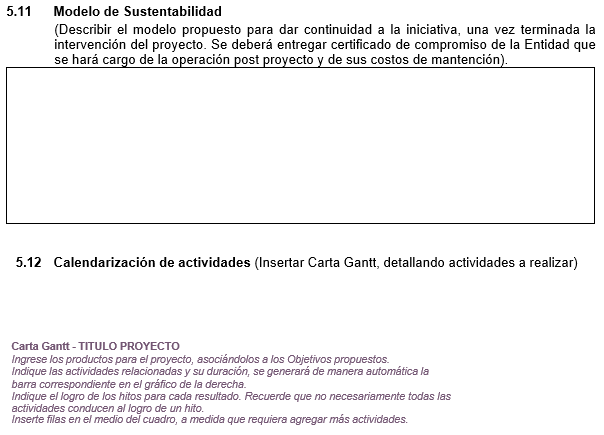 5.11 Modelo de Sustentabilidad
(Describir el modelo propuesto para dar continuidad a la iniciativa, una vez terminada la
intervención del proyecto. Se deberá entregar certificado de compromiso de la Entidad que
se hará cargo de la operación post proyecto y de sus costos de mantención).
5.12 Calendarización de actividades (Insertar Carta Gantt, detallando actividades a realizar)
Carta Gantt - TITULO PROYECTO
Ingrese los productos para el proyecto, asociándolos a los Objetivos propuestos.
Indique las actividades relacionadas y su duración, se generará de manera automática la
barra correspondiente en el gráfico de la derecha.
Indique el logro de los hitos para cada resultado. Recuerde que no necesariamente todas las
actividades conducen al logro de un hito.
Inserte filas en el medio del cuadro, a medida que requiera agregar más actividades.